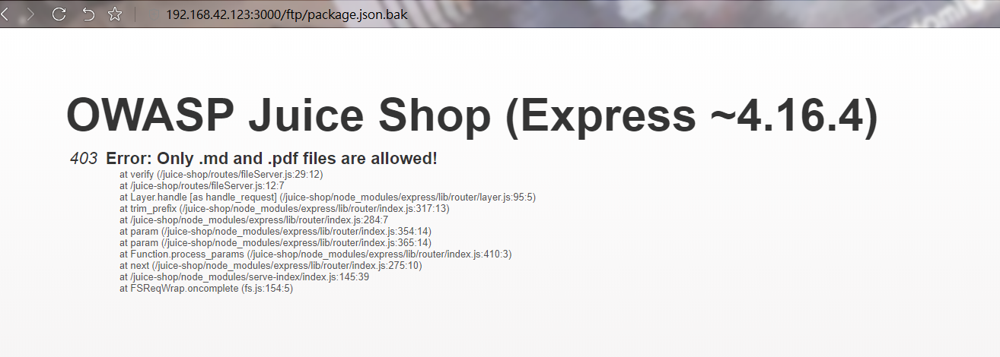 192.168.42.123:3000/ftp/package.json.bak
OWASP Juice Shop (Express ~4.16.4)
403 Error: Only .md and .pdf files are allowed!
at verify (/juice-shop/routes/fileServer.js:29:12)
at /juice-shop/routes/fileServer.js:12:7
at Layer.handle [as handle_request] (/juice-shop/node_modules/express/lib/router/layer.js:95:5)
at trim_prefix (/juice-shop/node_modules/express/lib/router/index.js:317:13)
at /juice-shop/node_modules/express/lib/router/index.js:284:7
at param (/juice-shop/node_modules/express/lib/router/index.js:354:14)
at param (/juice-shop/node_modules/express/lib/router/index.js:365:14)
at Function.process_params (/juice-shop/node_modules/express/lib/router/index.js:410:3)
at next (/juice-shop/node_modules/express/lib/router/index.js:275:10)
at /juice-shop/node_modules/serve-index/index.js:145:39
at FSReqWrap.oncomplete (fs.js:154:5)